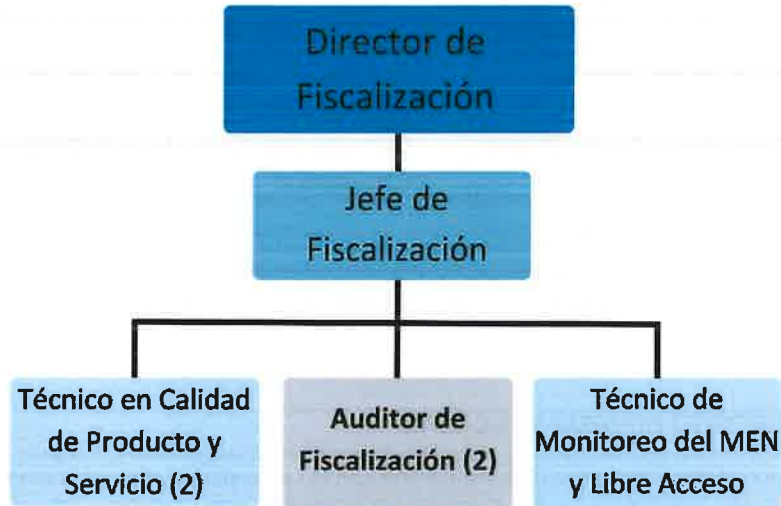 Director de
Fiscalización
Jefe de
Fiscalización
Técnico en Calidad
de Producto y
Servicio (2)
Auditor de
Fiscalización (2)
Técnico de
Monitoreo del MEN
y Libre Acceso